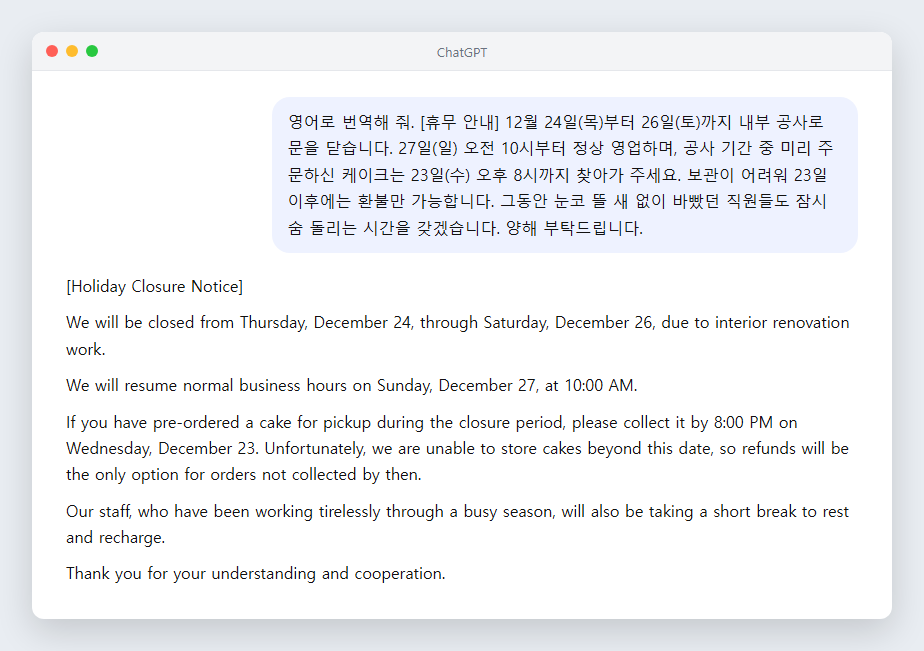 ChatGPT
영어로 번역해 줘. [휴무 안내] 12월 24일(목)부터 26일(토)까지 내부 공사로
문을 닫습니다. 27일(일) 오전 10시부터 정상 영업하며, 공사 기간 중 미리 주
문하신 케이크는 23일(수) 오후 8시까지 찾아가 주세요. 보관이 어려워 23일
이후에는 환불만 가능합니다. 그동안 눈코 뜰 새 없이 바빴던 직원들도 잠시
숨 돌리는 시간을 갖겠습니다. 양해 부탁드립니다.
[Holiday Closure Notice]
We will be closed from Thursday, December 24, through Saturday, December 26, due to interior renovation
work.
We will resume normal business hours on Sunday, December 27, at 10:00 AM.
If you have pre-ordered a cake for pickup during the closure period, please collect it by 8:00 PM on
Wednesday, December 23. Unfortunately, we are unable to store cakes beyond this date, so refunds will be
the only option for orders not collected by then.
Our staff, who have been working tirelessly through a busy season, will also be taking a short break to rest
and recharge.
Thank you for your understanding and cooperation.